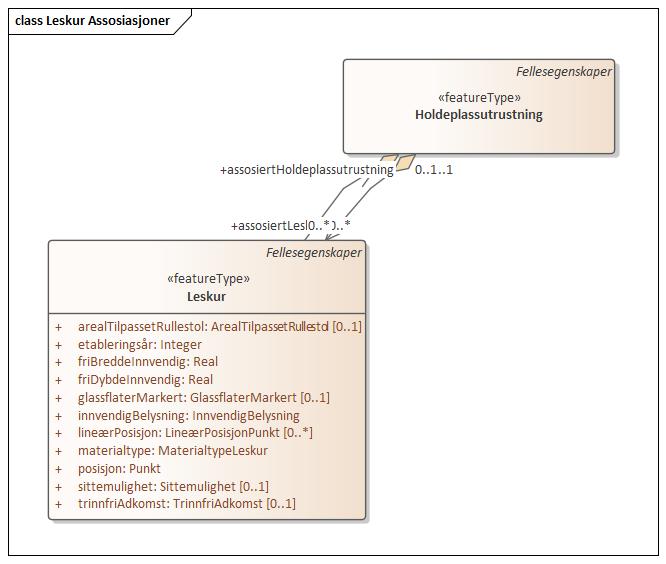 class Leskur Assosiasjoner
Fellesegenskaper
«featureType»
Holdeplassutrustning
+assosiertHoldeplassutrustning 0..1..1
0..*
Fellesegenskaper
«featureType»
Leskur
+ arealTilpassetRullestol: ArealTilpassetRullestol [0..1]
+ etableringsår: Integer
+ friBreddeInnvendig: Real
+ friDybdeInnvendig: Real
+ glassflaterMarkert: GlassflaterMarkert [0..1]
+ innvendigBelysning: InnvendigBelysning
+ lineærPosisjon: LineærPosisjonPunkt [0..*]
+ materialtype: MaterialtypeLeskur
+ posisjon: Punkt
+ sittemulighet: Sittemulighet [0..1]
+ trinnfriAdkomst: TrinnfriAdkomst [0..1]